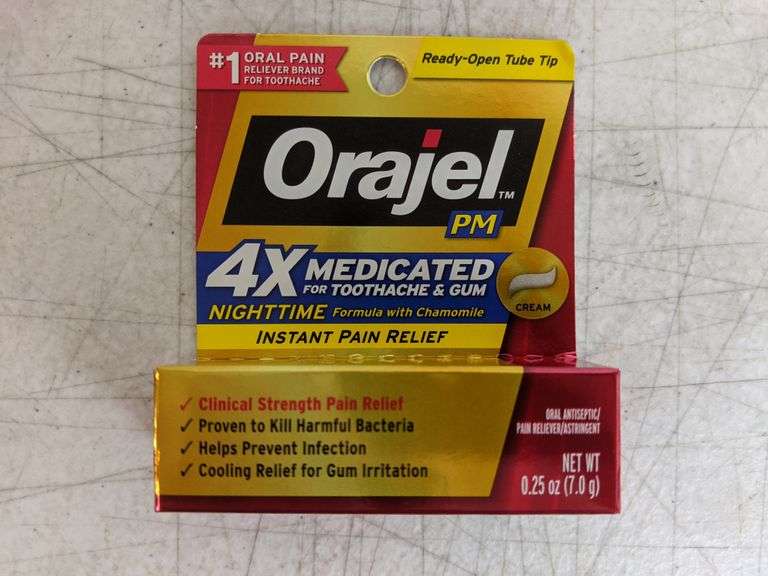 #1 ORAL PAIN
RELIEVER BRAND
FOR TOOTHACHE
Ready-Open Tube Tip
Orajel™
PM
4X MEDICATED
FOR TOOTHACHE & GUM
NIGHTTIME Formula with Chamomile
CREAM
INSTANT PAIN RELIEF
✓ Clinical Strength Pain Relief
✓ Proven to Kill Harmful Bacteria
✓ Helps Prevent Infection
✓ Cooling Relief for Gum Irritation
ORAL ANTISEPTIC/
PAIN RELIEVER/ASTRINGENT
NET WT
0.25 oz (7.0 g)